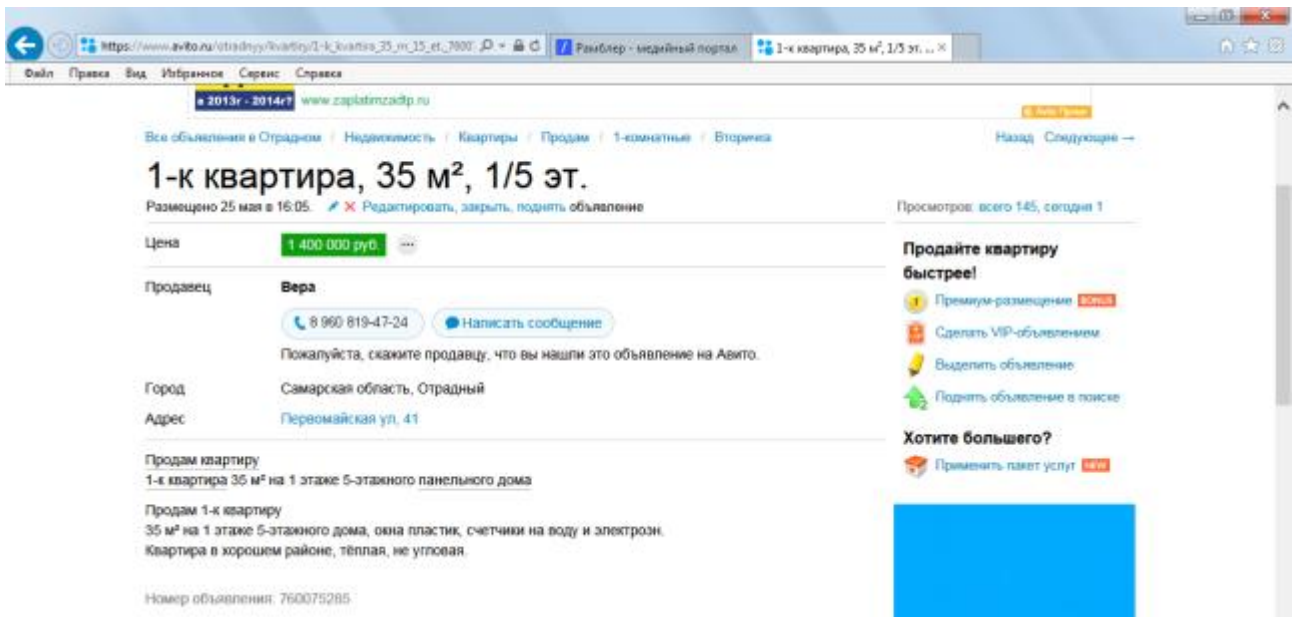 https://www.avito.ru/otradnyy/kvartiry/1-k_kvartira_35_m_15_et._7600
Рамблер - медийный портал
1-к квартира, 35 м², 1/5 эт. ...
Файл Правка Вид Избранное Сервис Справка
в 2013г - 2014г? www.zaplatimzadtp.ru
Все объявления в Отрадном / Недвижимость / Квартиры / Продам / 1-комнатные / Вторичка
Назад Следующее →
1-к квартира, 35 м², 1/5 эт.
Размещено 25 мая в 16:05. Редактировать, закрыть, поднять объявление
Просмотров: всего 145, сегодня 1
Цена 1 400 000 руб.
Продавец Вера
8 960 819-47-24 Написать сообщение
Пожалуйста, скажите продавцу, что вы нашли это объявление на Авито.
Город Самарская область, Отрадный
Адрес Первомайская ул, 41
Продам квартиру
1-к квартира 35 м² на 1 этаже 5-этажного панельного дома
Продам 1-к квартиру
35 м² на 1 этаже 5-этажного дома, окна пластик, счетчики на воду и электроэн.
Квартира в хорошем районе, тёплая, не угловая.
Номер объявления: 760075285
Продайте квартиру
быстрее!
Премиум-размещение BONUS
Сделать VIP-объявлением
Выделить объявление
Поднять объявление в поиске
Хотите большего?
Применить пакет услуг NEW